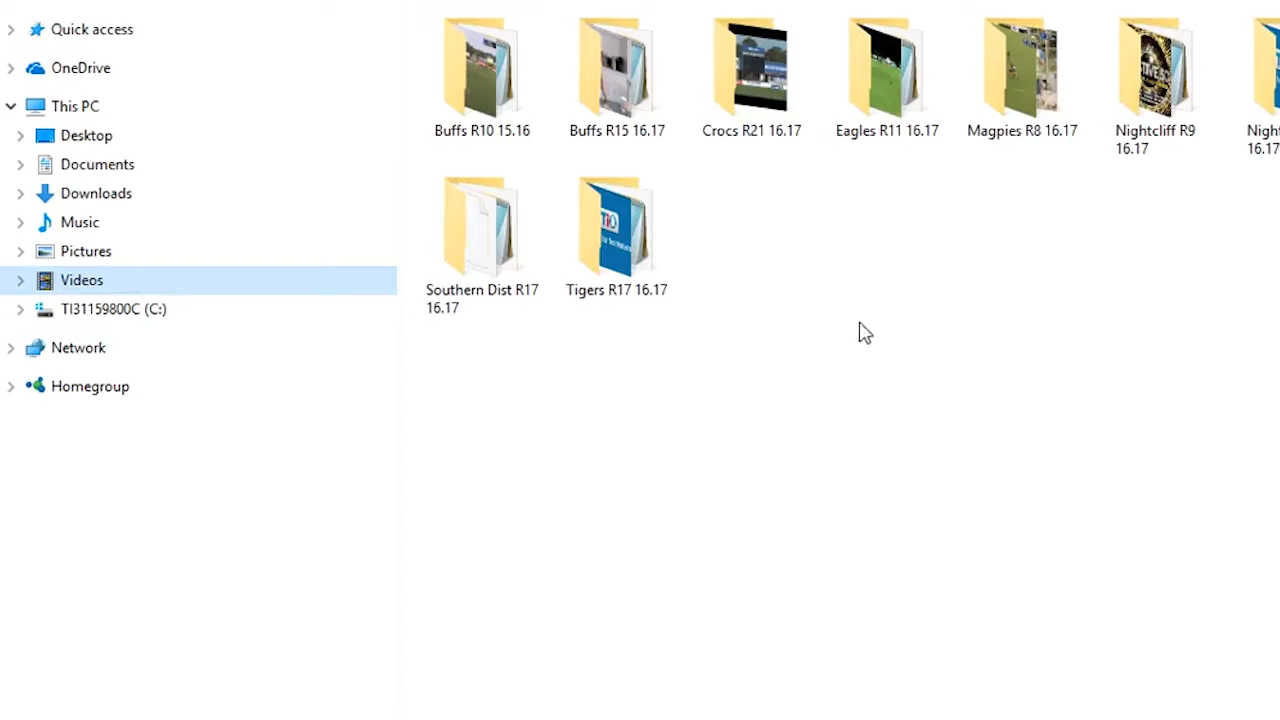 Quick access
OneDrive
This PC
Desktop
Documents
Downloads
Music
Pictures
Videos
TI31159800C (C:)
Network
Homegroup
Buffs R10 15.16
Buffs R15 16.17
Crocs R21 16.17
Eagles R11 16.17
Magpies R8 16.17
Nightcliff R9
16.17
Nigh
16.17
Southern Dist R17
16.17
Tigers R17 16.17